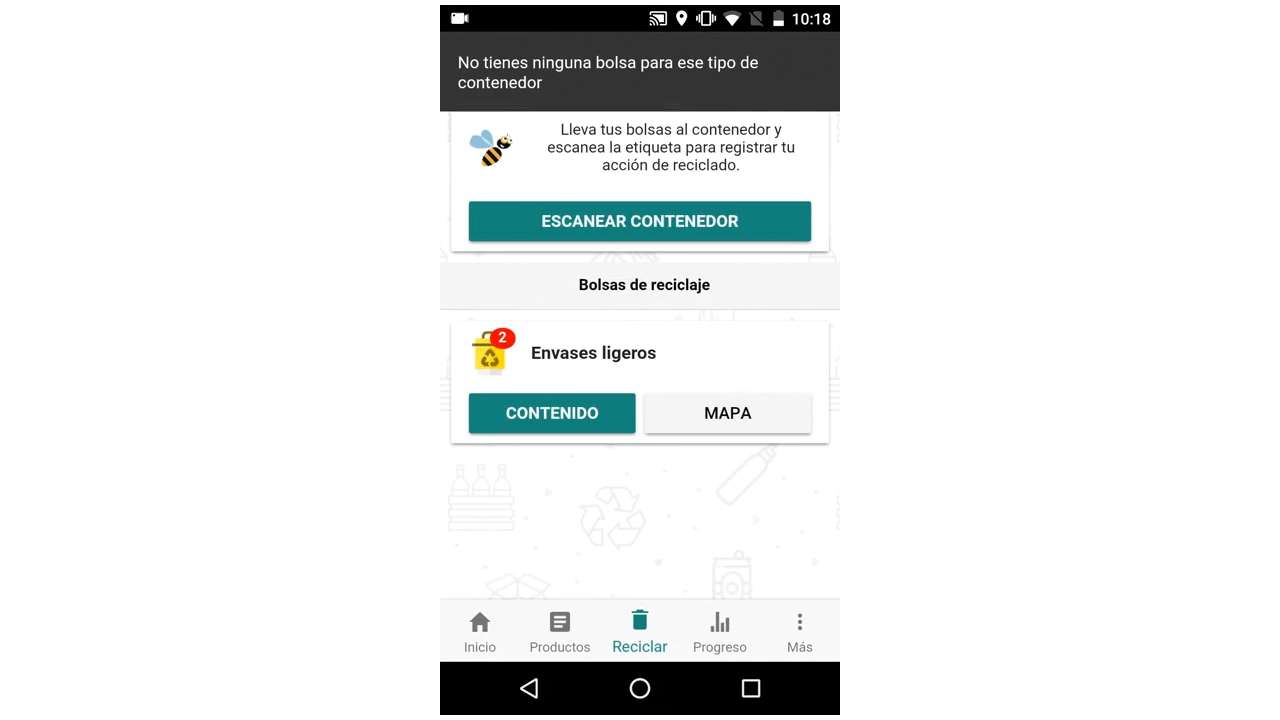 10:18
No tienes ninguna bolsa para ese tipo de
contenedor
Lleva tus bolsas al contenedor y
escanea la etiqueta para registrar tu
acción de reciclado.
ESCANEAR CONTENEDOR
Bolsas de reciclaje
2
Envases ligeros
CONTENIDO MAPA
Inicio Productos Reciclar Progreso Más